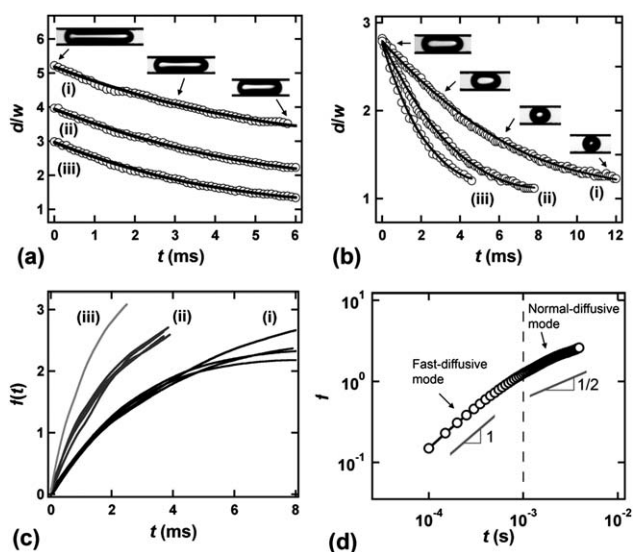 6
5
4
3
2
1
d/w
(i)
(ii)
(iii)
0 1 2 3 4 5 6
t (ms)
(a)
3
2
1
d/w
(i)
(ii)
(iii)
0 2 4 6 8 10 12
t (ms)
(b)
3
2
1
0
f(t)
(iii)
(ii)
(i)
0 2 4 6 8
t (ms)
(c)
10¹
10⁰
10⁻¹
f
Normal-diffusive
mode
Fast-diffusive
mode
1/2
1
10⁻⁴ 10⁻³ 10⁻²
t (s)
(d)